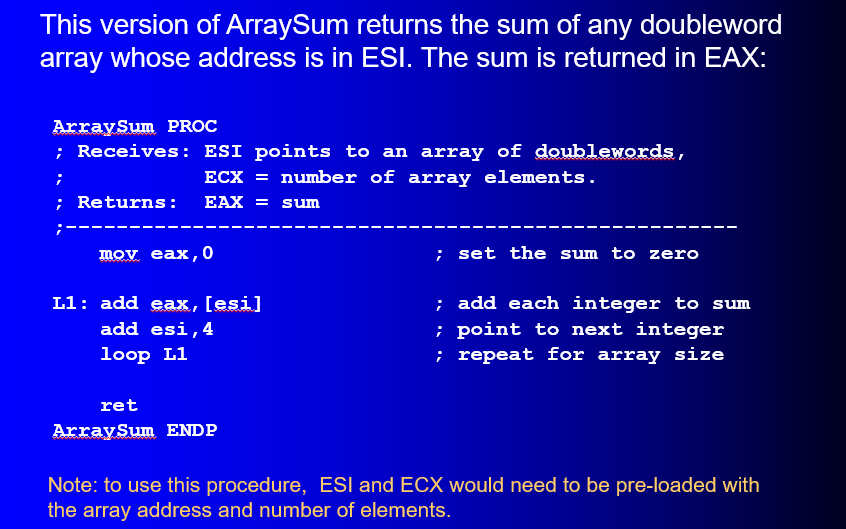 This version of ArraySum returns the sum of any doubleword
array whose address is in ESI. The sum is returned in EAX:
ArraySum PROC
; Receives: ESI points to an array of doublewords,
;           ECX = number of array elements.
; Returns:  EAX = sum
;-----------------------------------------------------
mov eax,0 ; set the sum to zero
L1: add eax,[esi] ; add each integer to sum
add esi,4 ; point to next integer
loop L1 ; repeat for array size
ret
ArraySum ENDP
Note: to use this procedure,  ESI and ECX would need to be pre-loaded with
the array address and number of elements.